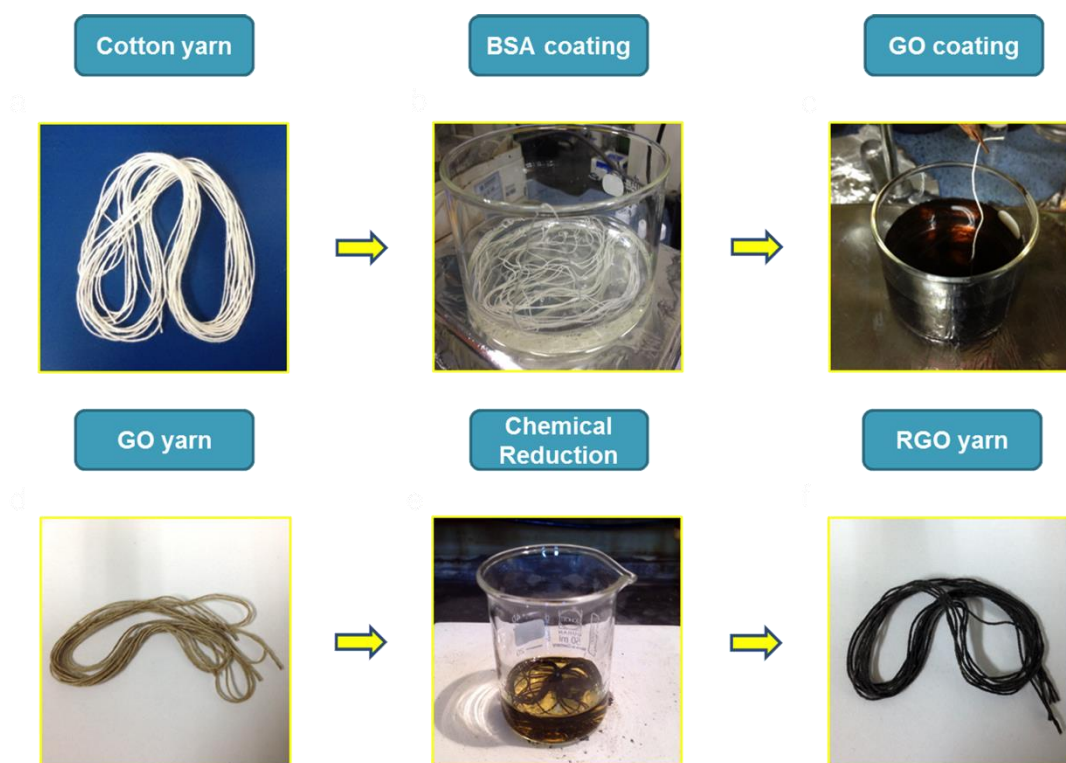 Cotton yarn
BSA coating
GO coating
a
b
c
GO yarn
Chemical
Reduction
RGO yarn
d
e
f